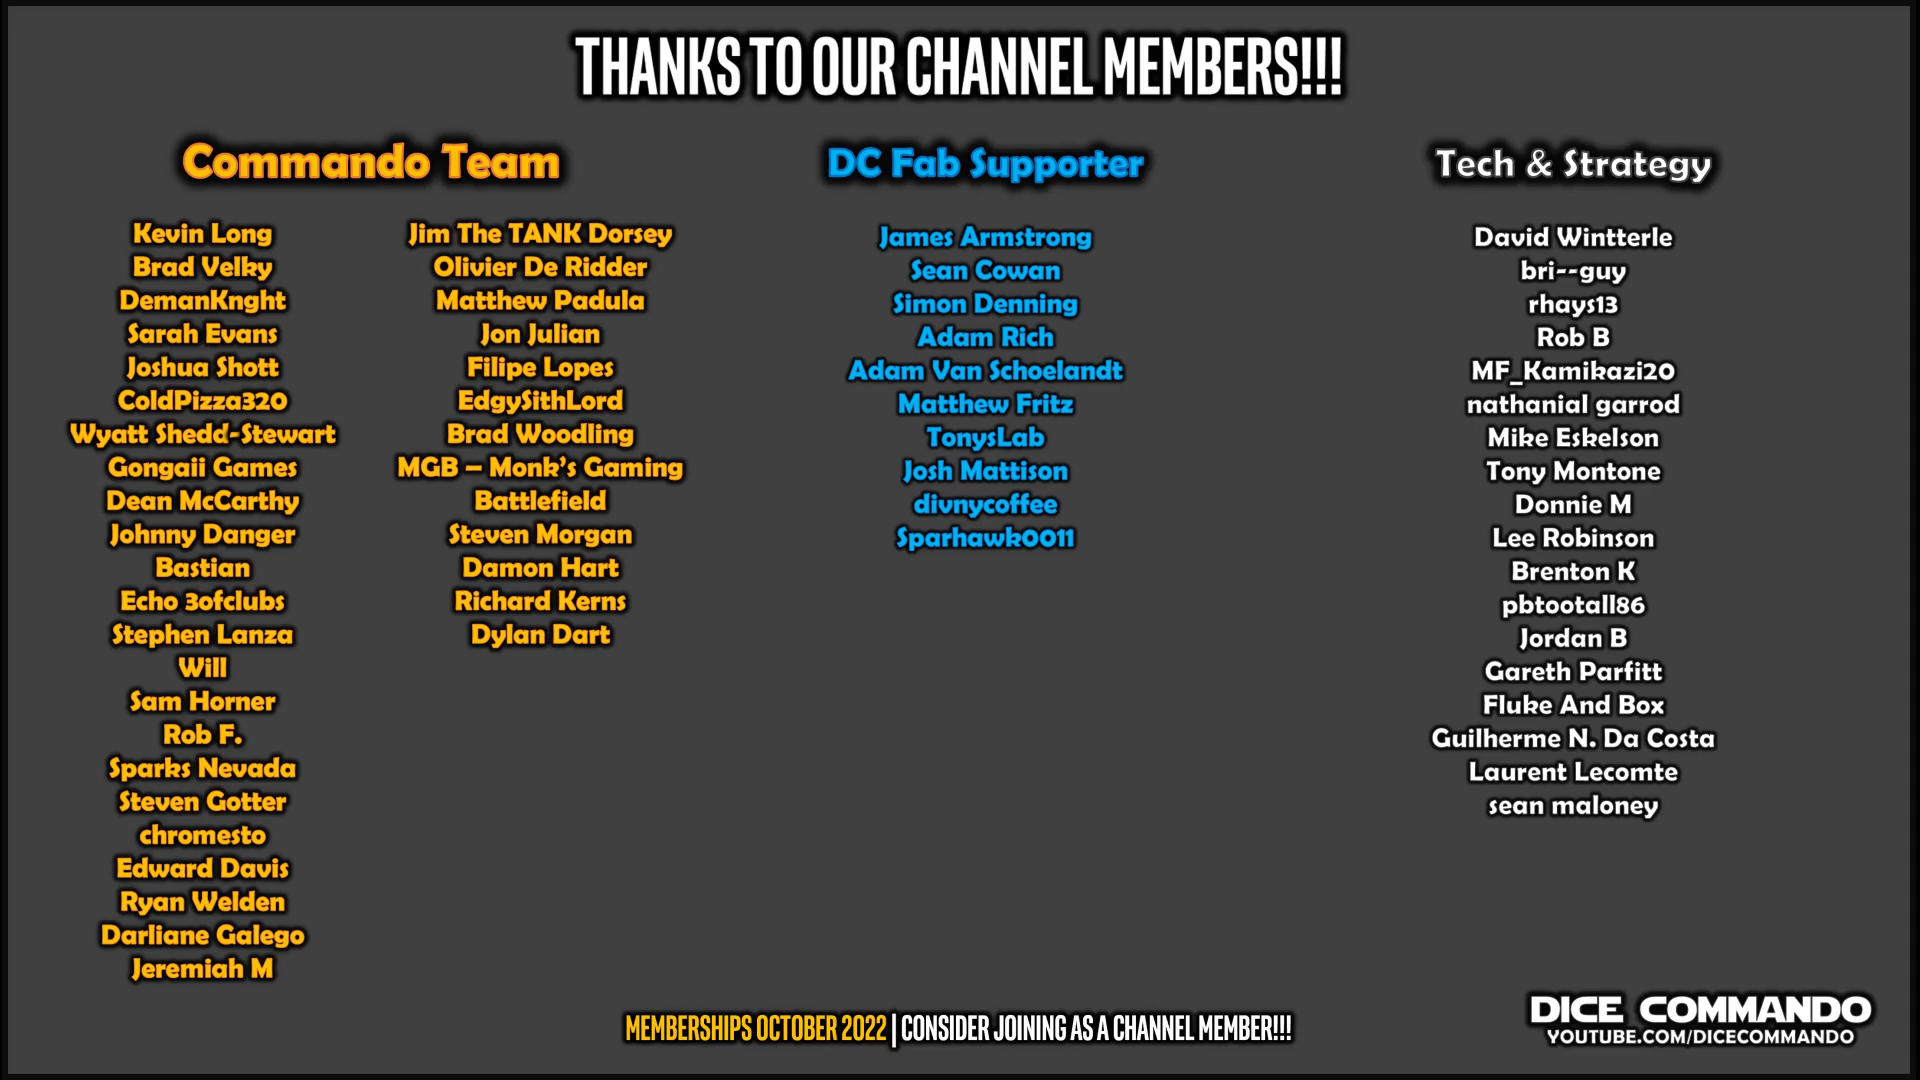 THANKS TO OUR CHANNEL MEMBERS!!!
Commando Team
Kevin Long
Brad Velky
DemanKnght
Sarah Evans
Joshua Shott
ColdPizza320
Wyatt Shedd-Stewart
Gongaii Games
Dean McCarthy
Johnny Danger
Bastian
Echo 3ofclubs
Stephen Lanza
Will
Sam Horner
Rob F.
Sparks Nevada
Steven Gotter
chromesto
Edward Davis
Ryan Welden
Darliane Galego
Jeremiah M
Jim The TANK Dorsey
Olivier De Ridder
Matthew Padula
Jon Julian
Filipe Lopes
EdgySithLord
Brad Woodling
MGB – Monk’s Gaming
Battlefield
Steven Morgan
Damon Hart
Richard Kerns
Dylan Dart
DC Fab Supporter
James Armstrong
Sean Cowan
Simon Denning
Adam Rich
Adam Van Schoelandt
Matthew Fritz
TonysLab
Josh Mattison
divnycoffee
Sparhawk0011
Tech & Strategy
David Wintterle
bri--guy
rhays13
Rob B
MF_Kamikazi20
nathanial garrod
Mike Eskelson
Tony Montone
Donnie M
Lee Robinson
Brenton K
pbtootall86
Jordan B
Gareth Parfitt
Fluke And Box
Guilherme N. Da Costa
Laurent Lecomte
sean maloney
MEMBERSHIPS OCTOBER 2022 | CONSIDER JOINING AS A CHANNEL MEMBER!!!
DICE COMMANDO
YOUTUBE.COM/DICECOMMANDO